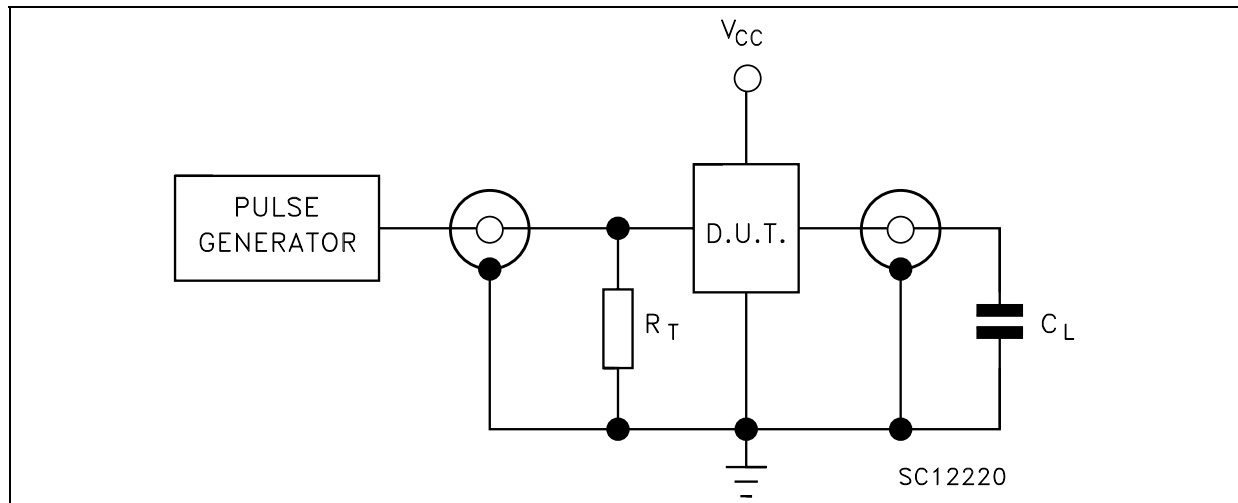 VCC
PULSE
GENERATOR
D.U.T.
RT
CL
SC12220